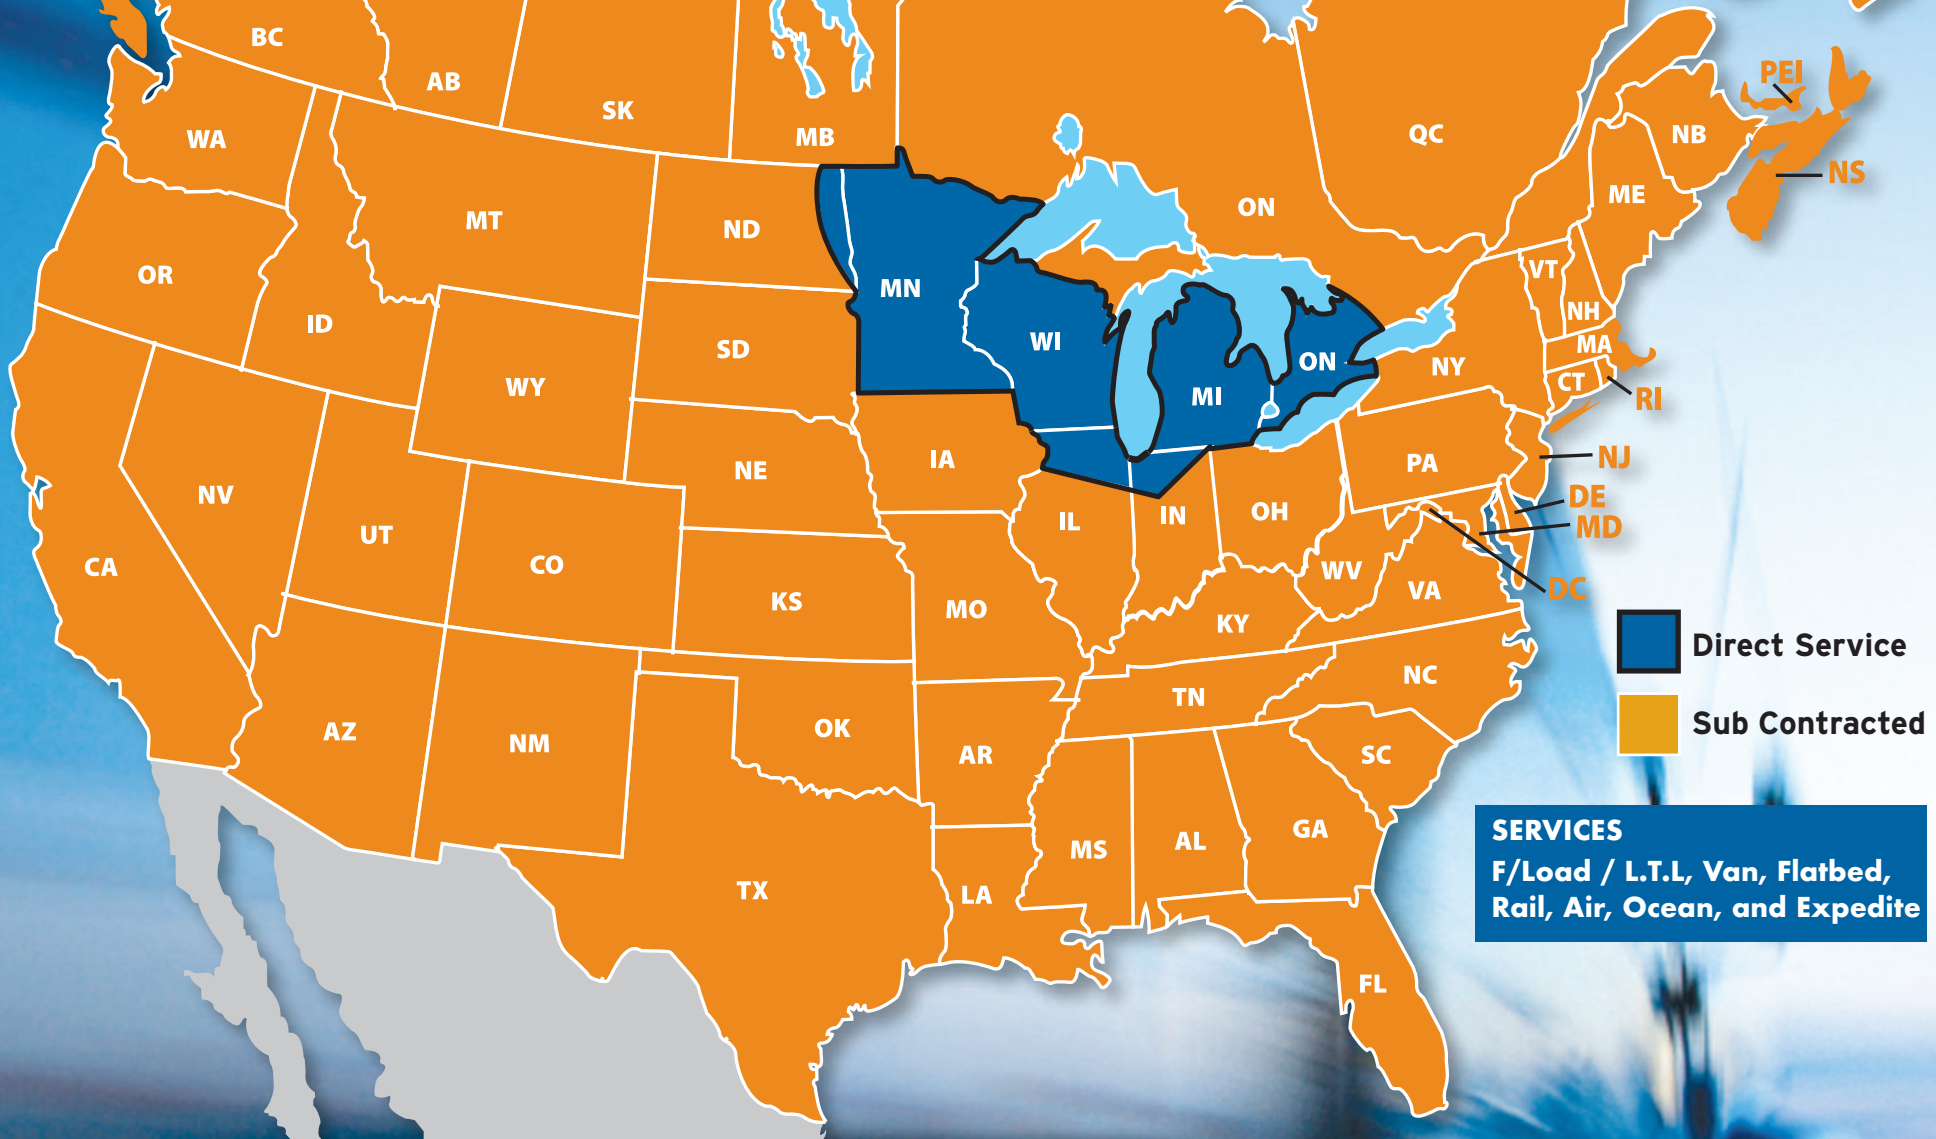 BC
AB
SK
MB
QC
PEI
NB
NS
WA
ON
ME
MT
ND
OR
MN
VT
ID
NH
SD
WI
MA
ON
NY
WY
CT
MI
RI
IA
NE
PA
NJ
NV
DE
IL
IN
OH
MD
UT
CO
CA
WV
VA
DC
KS
MO
KY
Direct Service
NC
TN
Sub Contracted
AZ
NM
OK
AR
SC
SERVICES
F/Load / L.T.L, Van, Flatbed,
Rail, Air, Ocean, and Expedite
GA
AL
MS
TX
LA
FL